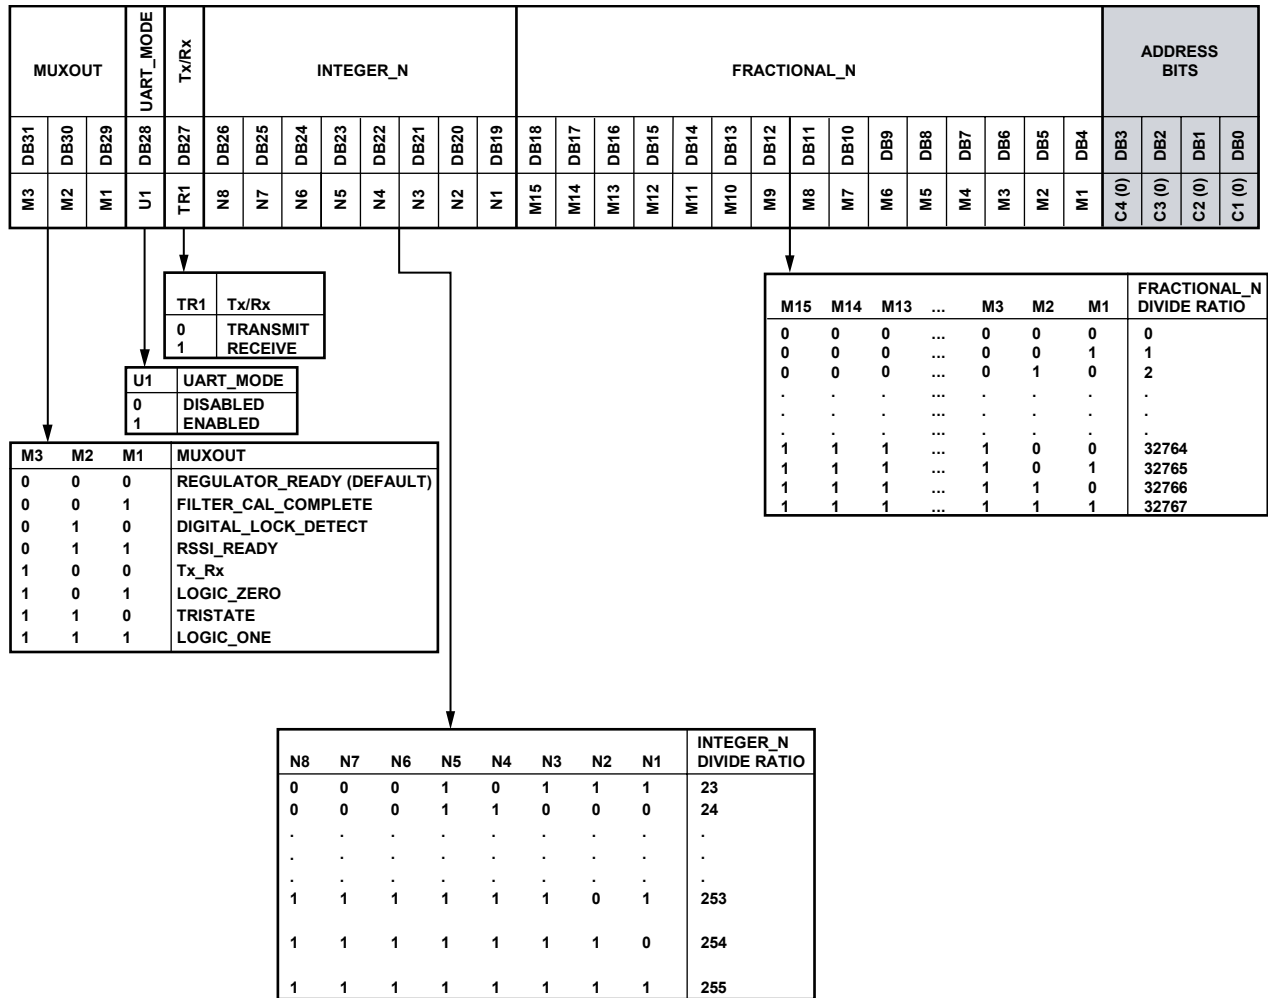 MUXOUT UART_MODE Tx/Rx INTEGER_N FRACTIONAL_N ADDRESS
BITS
DB31 DB30 DB29 DB28 DB27 DB26 DB25 DB24 DB23 DB22 DB21 DB20 DB19 DB18 DB17 DB16 DB15 DB14 DB13 DB12 DB11 DB10 DB9 DB8 DB7 DB6 DB5 DB4 DB3 DB2 DB1 DB0
M3 M2 M1 U1 TR1 N8 N7 N6 N5 N4 N3 N2 N1 M15 M14 M13 M12 M11 M10 M9 M8 M7 M6 M5 M4 M3 M2 M1 C4 (0) C3 (0) C2 (0) C1 (0)
TR1 Tx/Rx
0 TRANSMIT
1 RECEIVE
U1 UART_MODE
0 DISABLED
1 ENABLED
M3 M2 M1 MUXOUT
0 0 0 REGULATOR_READY (DEFAULT)
0 0 1 FILTER_CAL_COMPLETE
0 1 0 DIGITAL_LOCK_DETECT
0 1 1 RSSI_READY
1 0 0 Tx_Rx
1 0 1 LOGIC_ZERO
1 1 0 TRISTATE
1 1 1 LOGIC_ONE
M15 M14 M13 ... M3 M2 M1 FRACTIONAL_N
DIVIDE RATIO
0 0 0 ... 0 0 0 0
0 0 0 ... 0 0 1 1
0 0 0 ... 0 1 0 2
. . . ... . . . .
. . . ... . . . .
. . . ... . . . .
1 1 1 ... 1 0 0 32764
1 1 1 ... 1 0 1 32765
1 1 1 ... 1 1 0 32766
1 1 1 ... 1 1 1 32767
N8 N7 N6 N5 N4 N3 N2 N1 INTEGER_N
DIVIDE RATIO
0 0 0 1 0 1 1 1 23
0 0 0 1 1 0 0 0 24
. . . . . . . . .
. . . . . . . . .
. . . . . . . . .
1 1 1 1 1 1 0 1 253
1 1 1 1 1 1 1 0 254
1 1 1 1 1 1 1 1 255